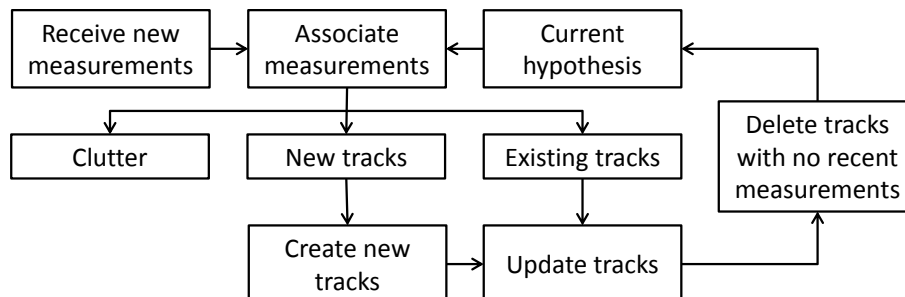 Receive new
measurements
Associate
measurements
Current
hypothesis
Clutter
New tracks
Existing tracks
Delete tracks
with no recent
measurements
Create new
tracks
Update tracks